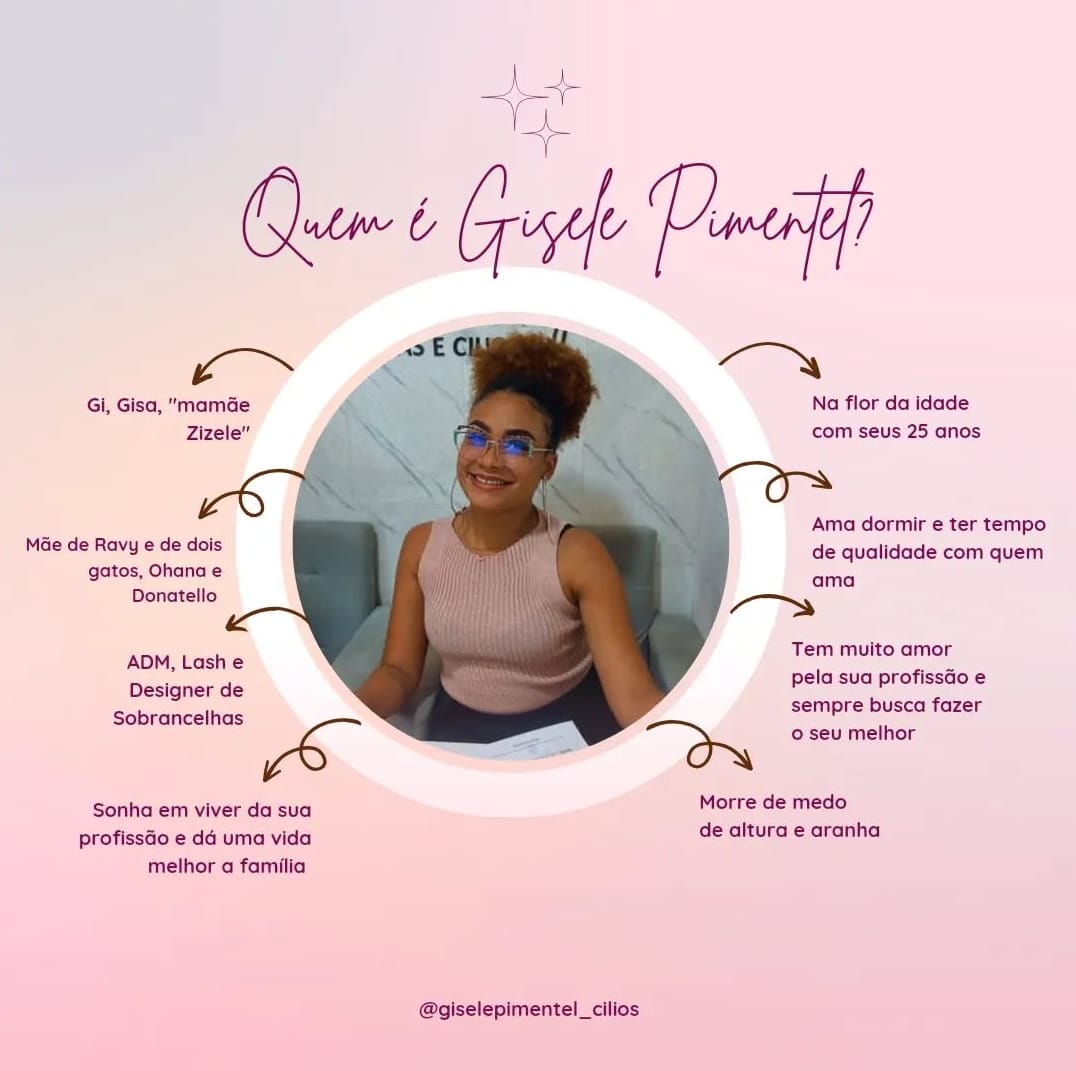 Quem é Gisele Pimentel?
AS E CI
Gi, Gisa, "mamãe
Zizele"
Mãe de Ravy e de dois
gatos, Ohana e
Donatello
ADM, Lash e
Designer de
Sobrancelhas
Sonha em viver da sua
profissão e dá uma vida
melhor a família
Na flor da idade
com seus 25 anos
Ama dormir e ter tempo
de qualidade com quem
ama
Tem muito amor
pela sua profissão e
sempre busca fazer
o seu melhor
Morre de medo
de altura e aranha
@giselepimentel_cilios